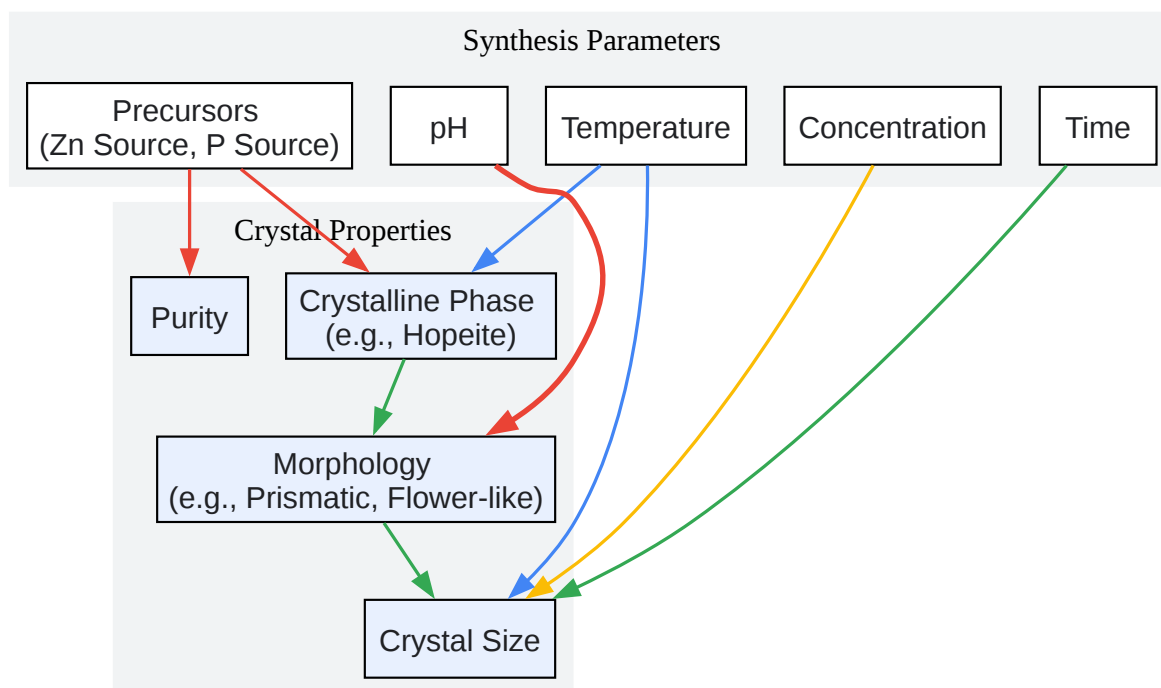 Synthesis Parameters
Precursors
(Zn Source, P Source)
pH
Temperature
Concentration
Time
Crystal Properties
Purity
Crystalline Phase
(e.g., Hopeite)
Morphology
(e.g., Prismatic, Flower-like)
Crystal Size